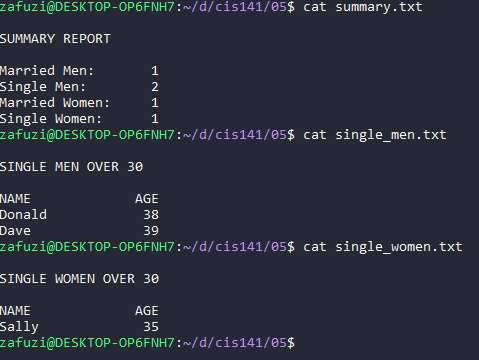 zafuzi@DESKTOP-OP6FNH7:~/d/cis141/05$ cat summary.txt
SUMMARY REPORT
Married Men: 1
Single Men: 2
Married Women: 1
Single Women: 1
zafuzi@DESKTOP-OP6FNH7:~/d/cis141/05$ cat single_men.txt
SINGLE MEN OVER 30
NAME AGE
Donald 38
Dave 39
zafuzi@DESKTOP-OP6FNH7:~/d/cis141/05$ cat single_women.txt
SINGLE WOMEN OVER 30
NAME AGE
Sally 35
zafuzi@DESKTOP-OP6FNH7:~/d/cis141/05$